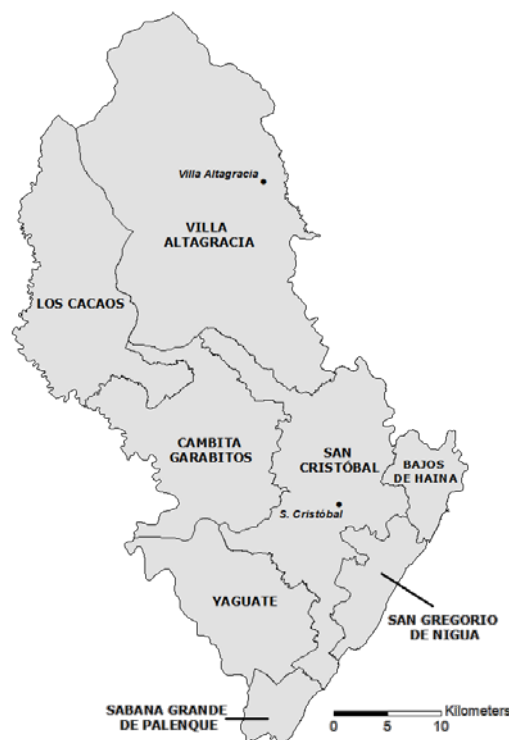 Villa Altagracia
VILLA
ALTAGRACIA
LOS CACAOS
CAMBITA
GARABITOS
SAN
CRISTÓBAL
BAJOS
DE HAINA
S. Cristóbal
YAGUATE
SAN GREGORIO
DE NIGUA
SABANA GRANDE
DE PALENQUE
Kilometers
0 5 10